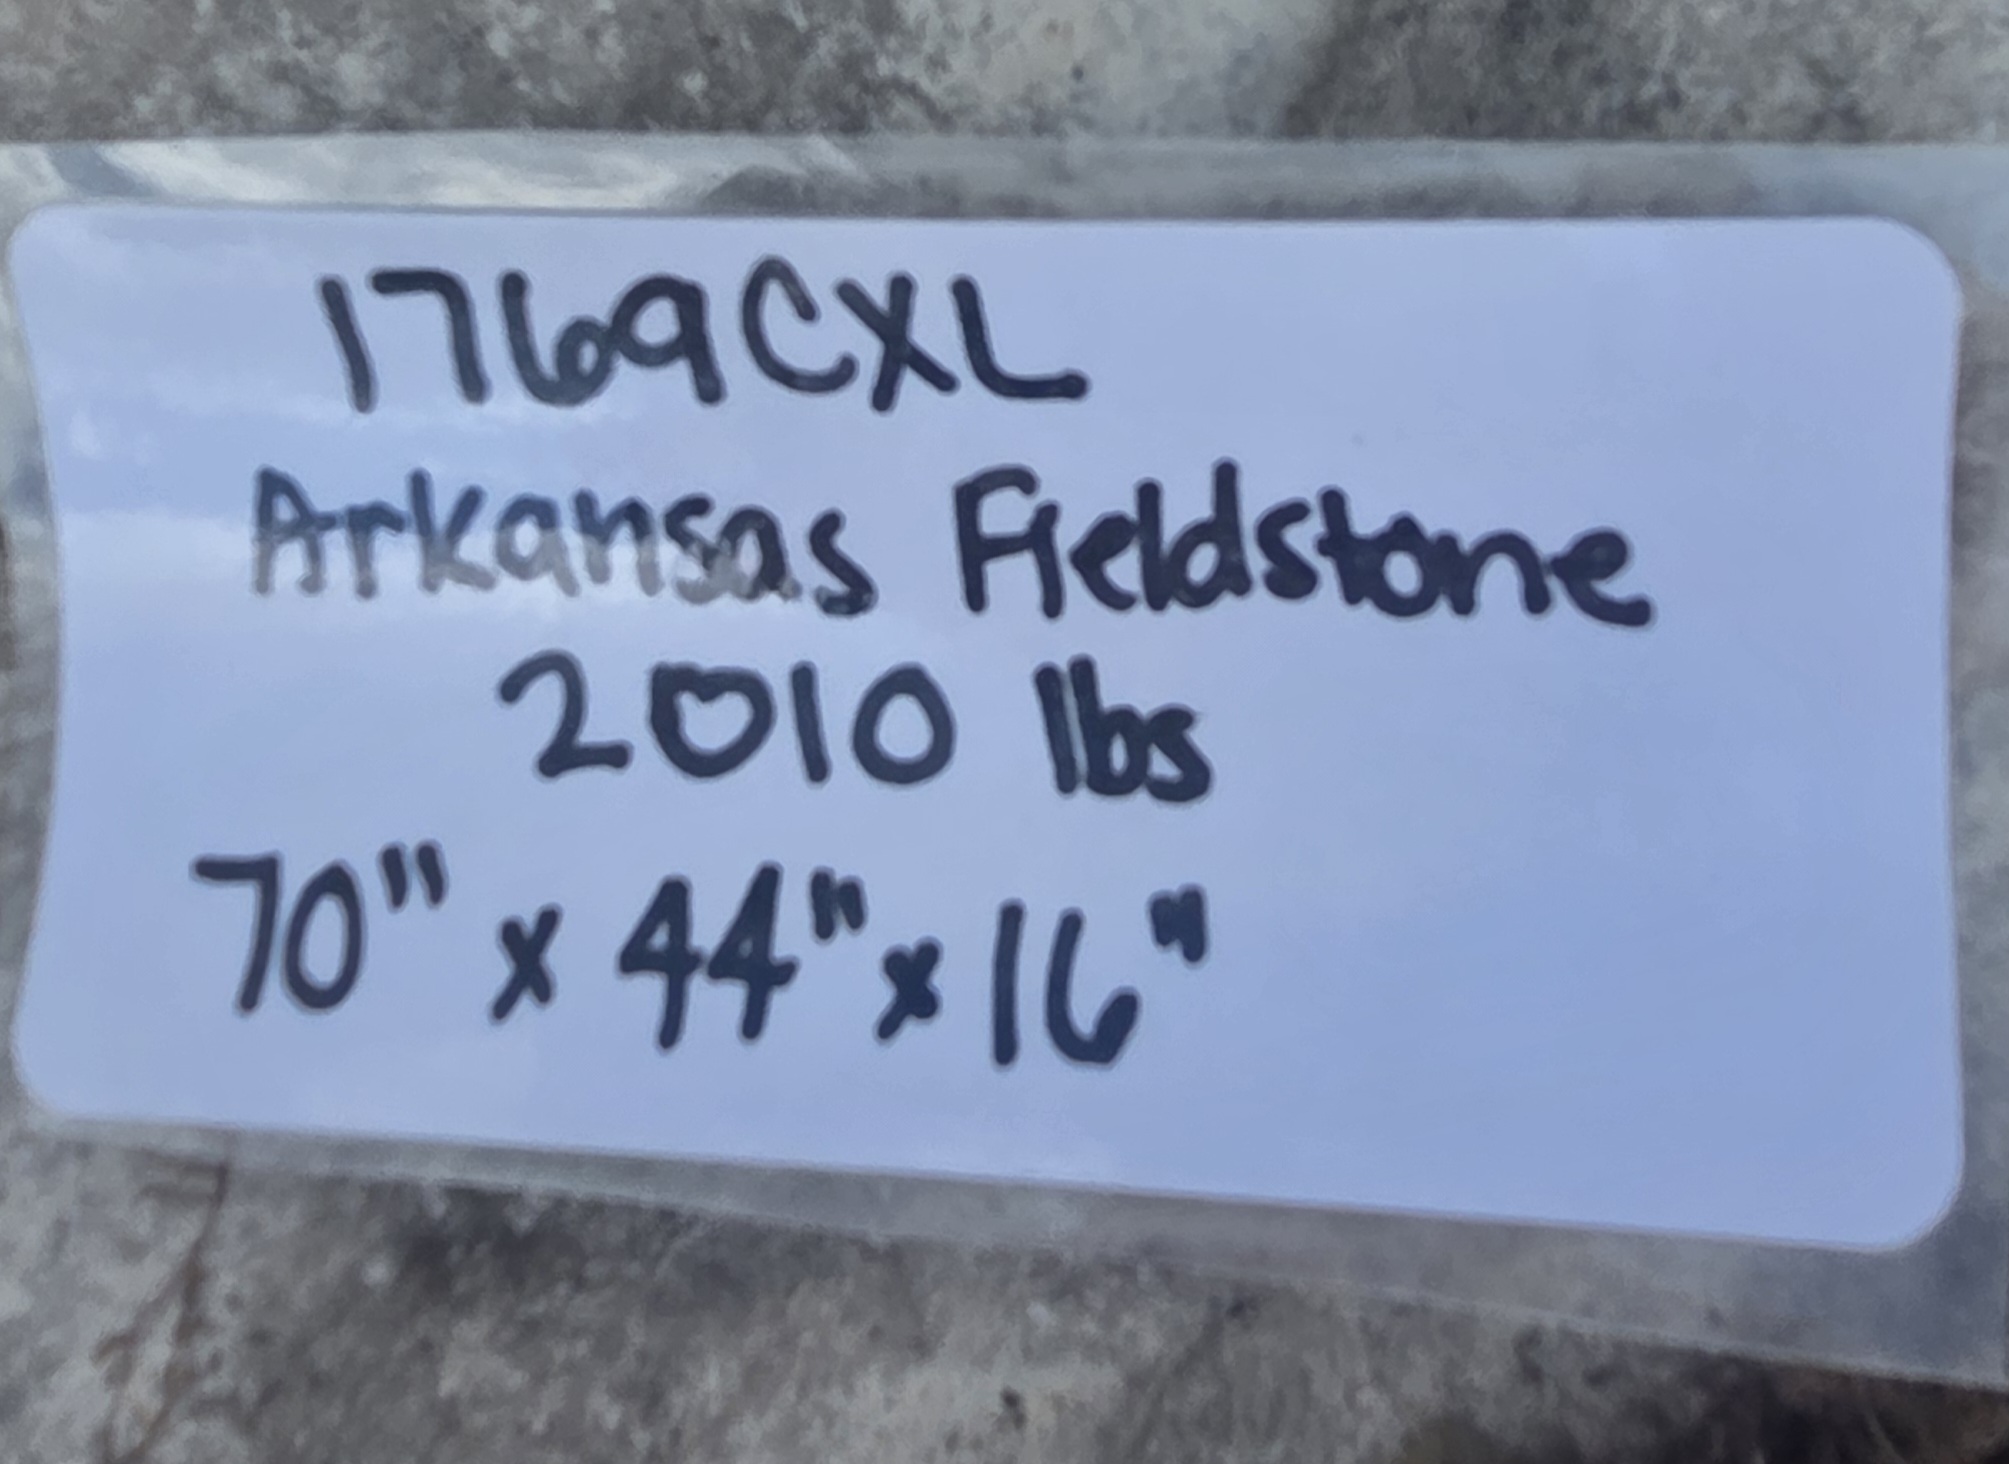 1769CXL
Arkansas Fieldstone
2010 lbs
70" x 44" x 16"